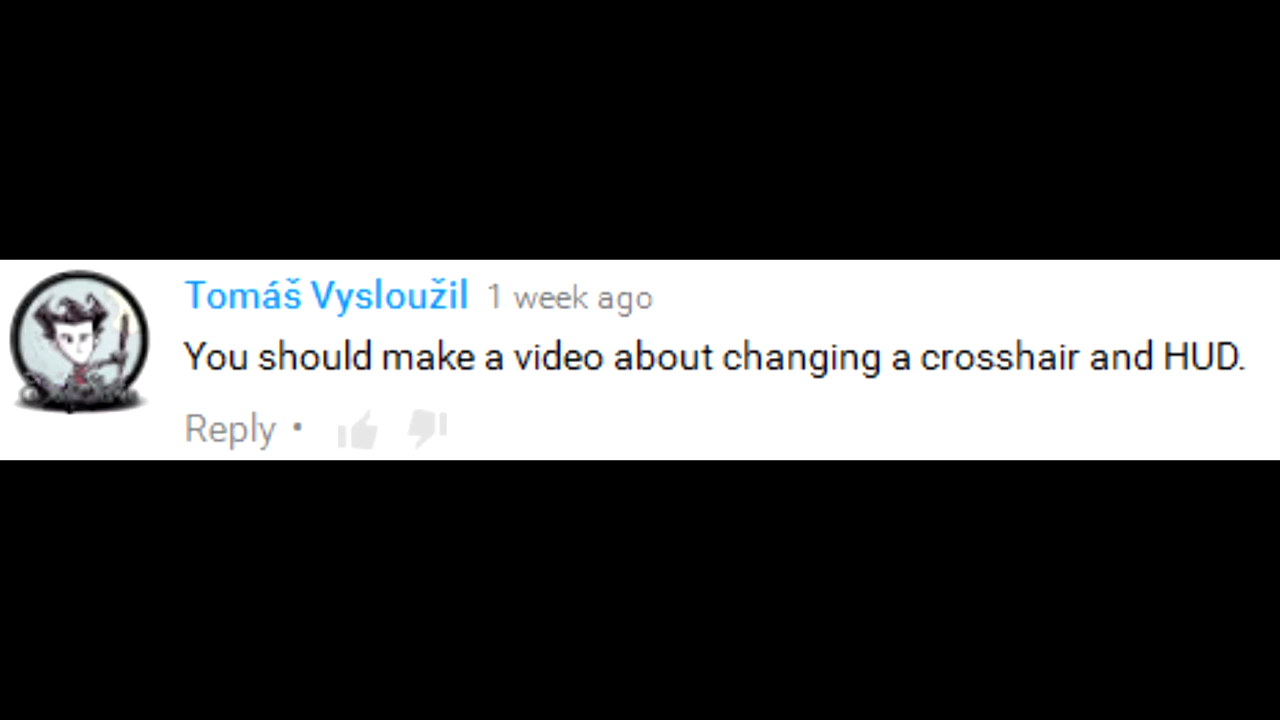 Tomáš Vysloužil 1 week ago
You should make a video about changing a crosshair and HUD.
Reply •